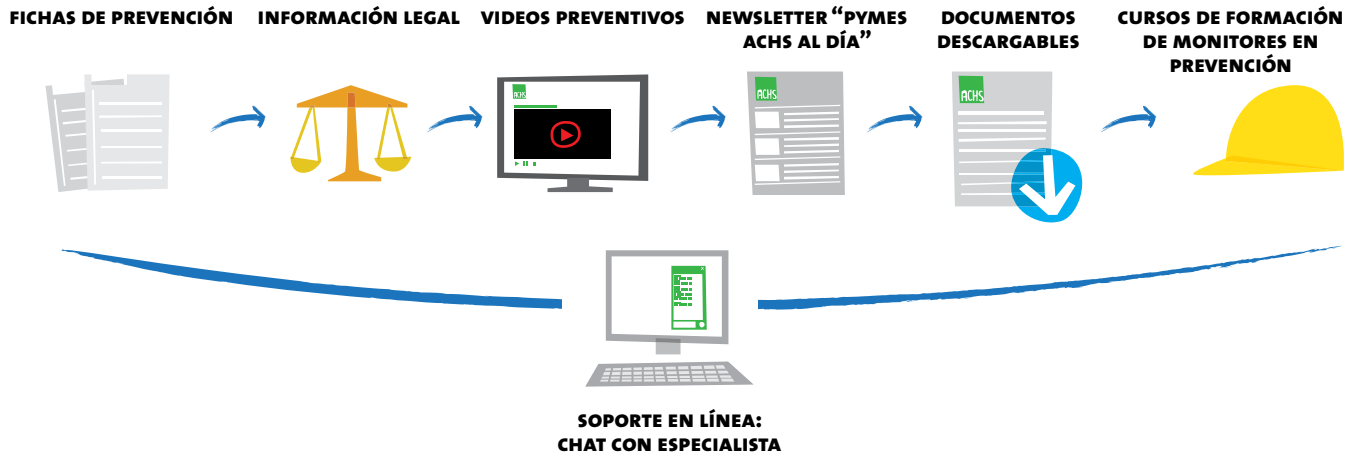 FICHAS DE PREVENCIÓN
INFORMACIÓN LEGAL
VIDEOS PREVENTIVOS
NEWSLETTER “PYMES
ACHS AL DÍA”
DOCUMENTOS
DESCARGABLES
CURSOS DE FORMACIÓN
DE MONITORES EN
PREVENCIÓN
ACHS
ACHS
ACHS
SOPORTE EN LÍNEA:
CHAT CON ESPECIALISTA